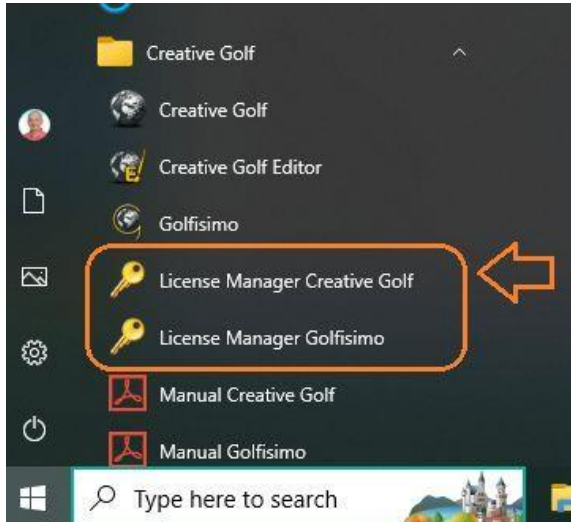 Creative Golf
Creative Golf
Creative Golf Editor
Golfisimo
License Manager Creative Golf
License Manager Golfisimo
Manual Creative Golf
Manual Golfisimo
Type here to search